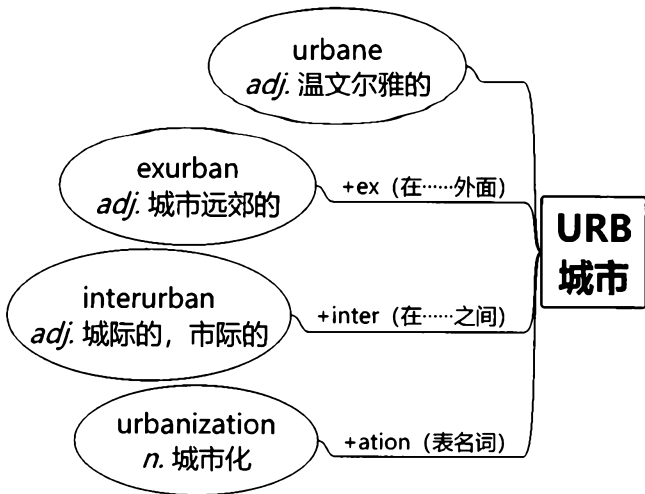 urbane
adj. 温文尔雅的
exurban
adj. 城市远郊的
+ex（在……外面）
URB
城市
interurban
adj. 城际的，市际的
+inter（在……之间）
urbanization
n. 城市化
+ation（表名词）